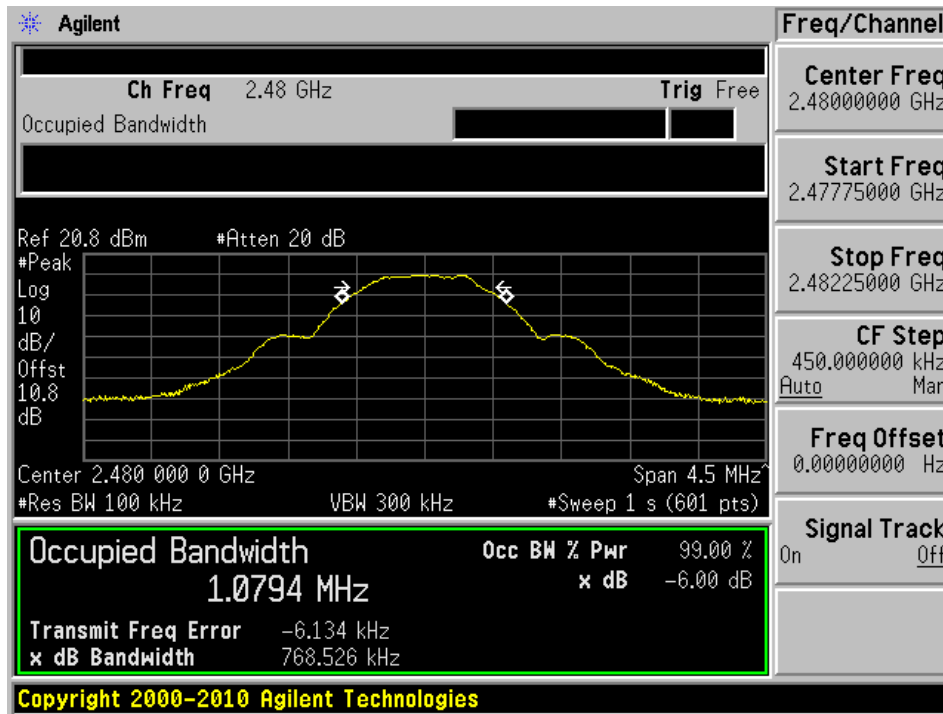 Agilent
Freq/Channel
Ch Freq 2.48 GHz
Trig Free
Occupied Bandwidth
Center Freq
2.48000000 GHz
Start Freq
2.47775000 GHz
Stop Freq
2.48225000 GHz
CF Step
450.000000 kHz
Auto Man
Freq Offset
0.00000000 Hz
Signal Track
On Off
Ref 20.8 dBm #Atten 20 dB
#Peak
Log
10
dB/
Offst
10.8
dB
Center 2.480 000 0 GHz Span 4.5 MHz^
#Res BW 100 kHz VBW 300 kHz #Sweep 1 s (601 pts)
Occupied Bandwidth
1.0794 MHz
Occ BW % Pwr 99.00 %
x dB -6.00 dB
Transmit Freq Error -6.134 kHz
x dB Bandwidth 768.526 kHz
Copyright 2000-2010 Agilent Technologies